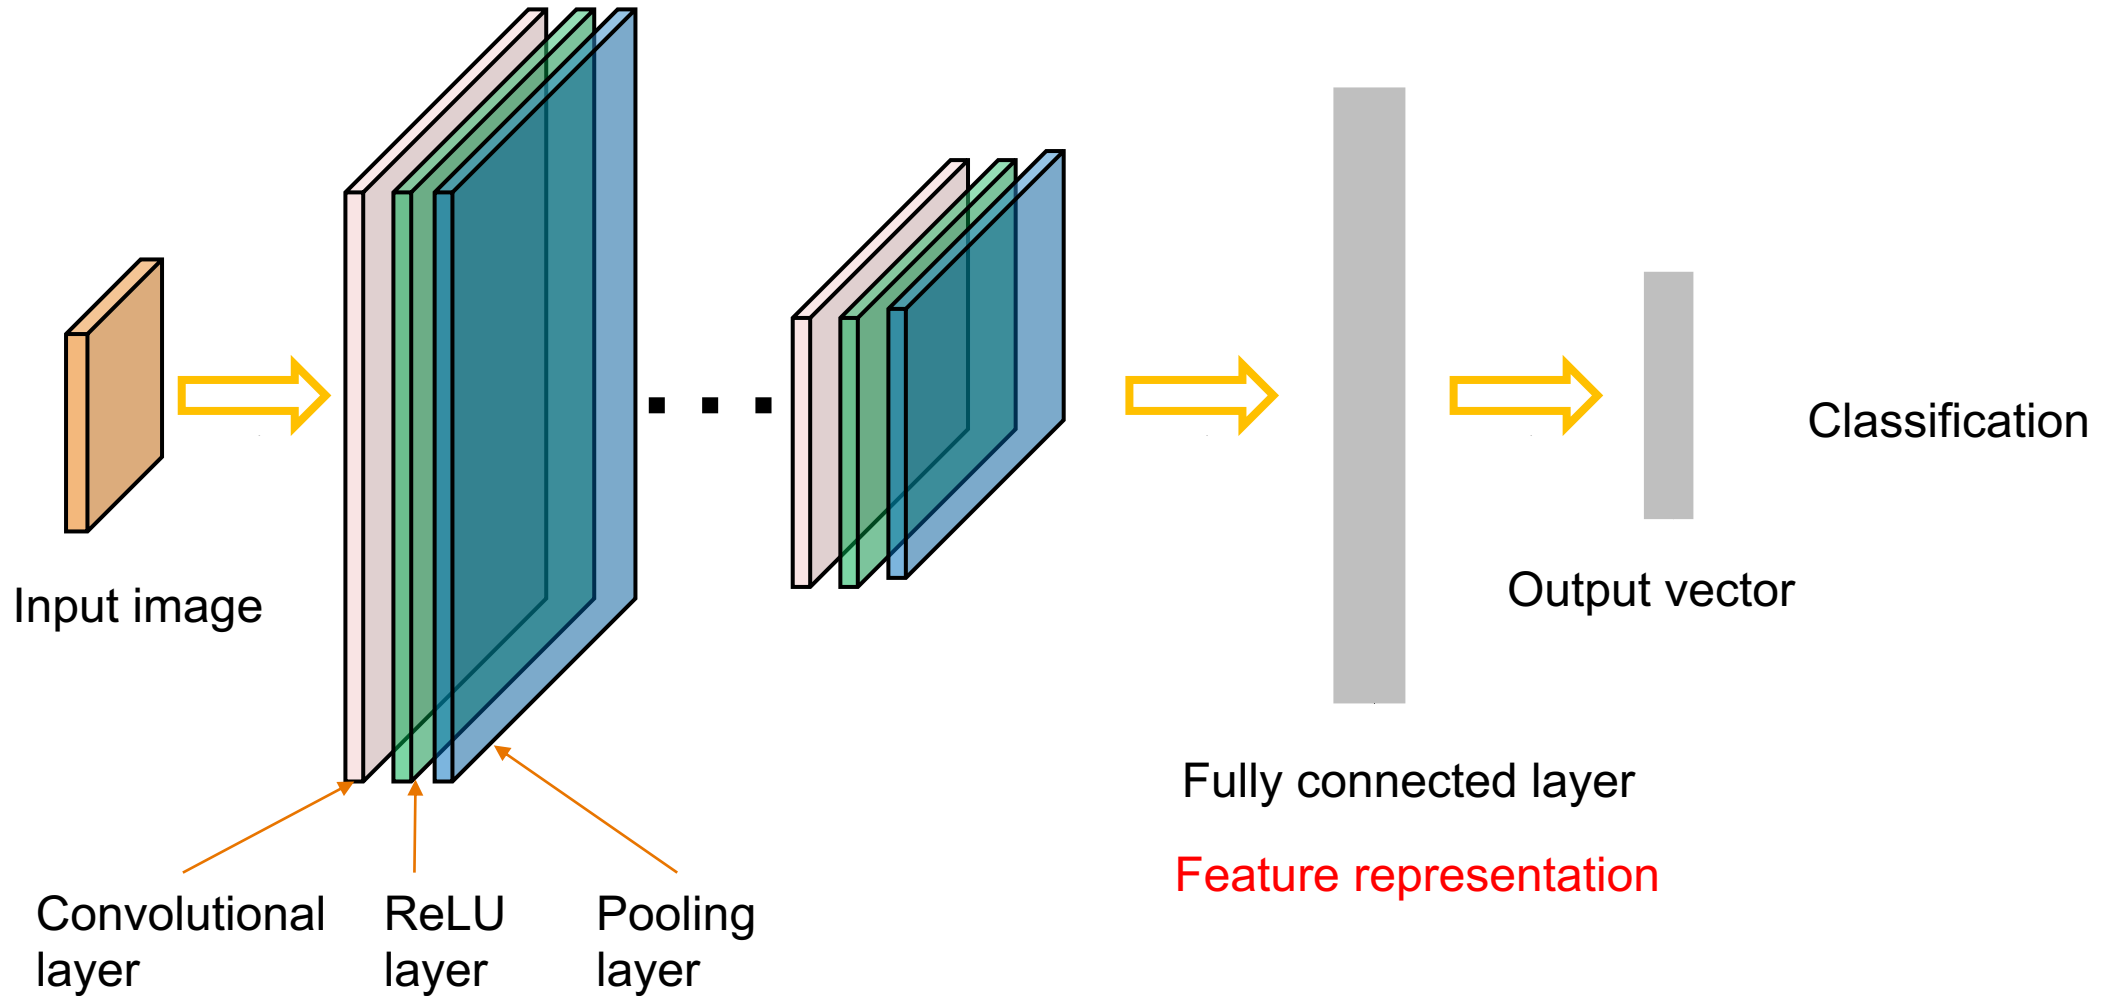 Input image
Convolutional
layer
ReLU
layer
Pooling
layer
Fully connected layer
Feature representation
Output vector
Classification